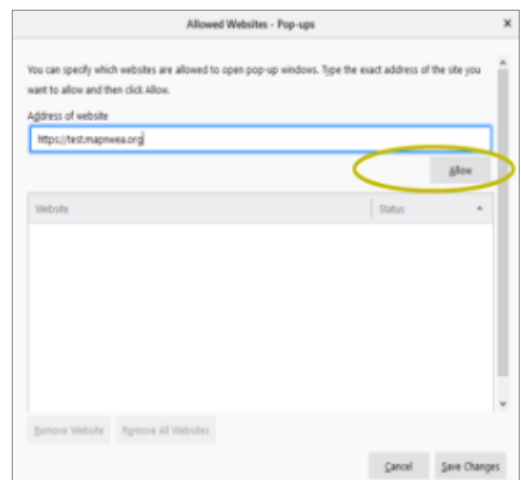 Allowed Websites - Pop-ups
You can specify which websites are allowed to open pop-up windows. Type the exact address of the site you
want to allow and then click Allow.
Address of website
https://test.mapnwea.org
Allow
Website Status
Remove Website Remove All Websites
Cancel Save Changes